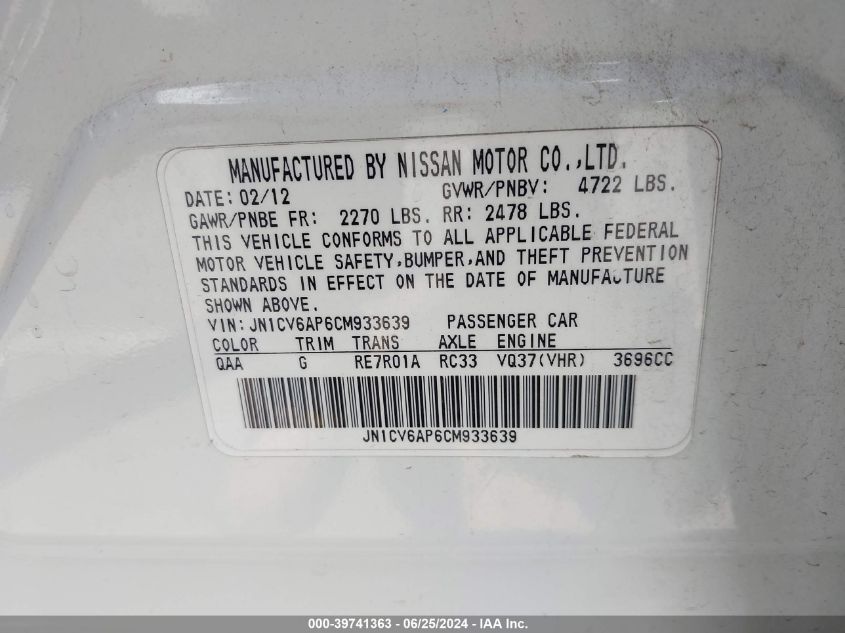 MANUFACTURED BY NISSAN MOTOR CO.,LTD.
DATE: 02/12 GVWR/PNBV: 4722 LBS.
GAWR/PNBE FR: 2270 LBS. RR: 2478 LBS.
THIS VEHICLE CONFORMS TO ALL APPLICABLE FEDERAL
MOTOR VEHICLE SAFETY,BUMPER,AND THEFT PREVENTION
STANDARDS IN EFFECT ON THE DATE OF MANUFACTURE
SHOWN ABOVE.
VIN: JN1CV6AP6CM933639 PASSENGER CAR
COLOR TRIM TRANS AXLE ENGINE
QAA G RE7R01A RC33 VQ37(VHR) 3696CC
JN1CV6AP6CM933639
000-39741363 - 06/25/2024 - IAA Inc.